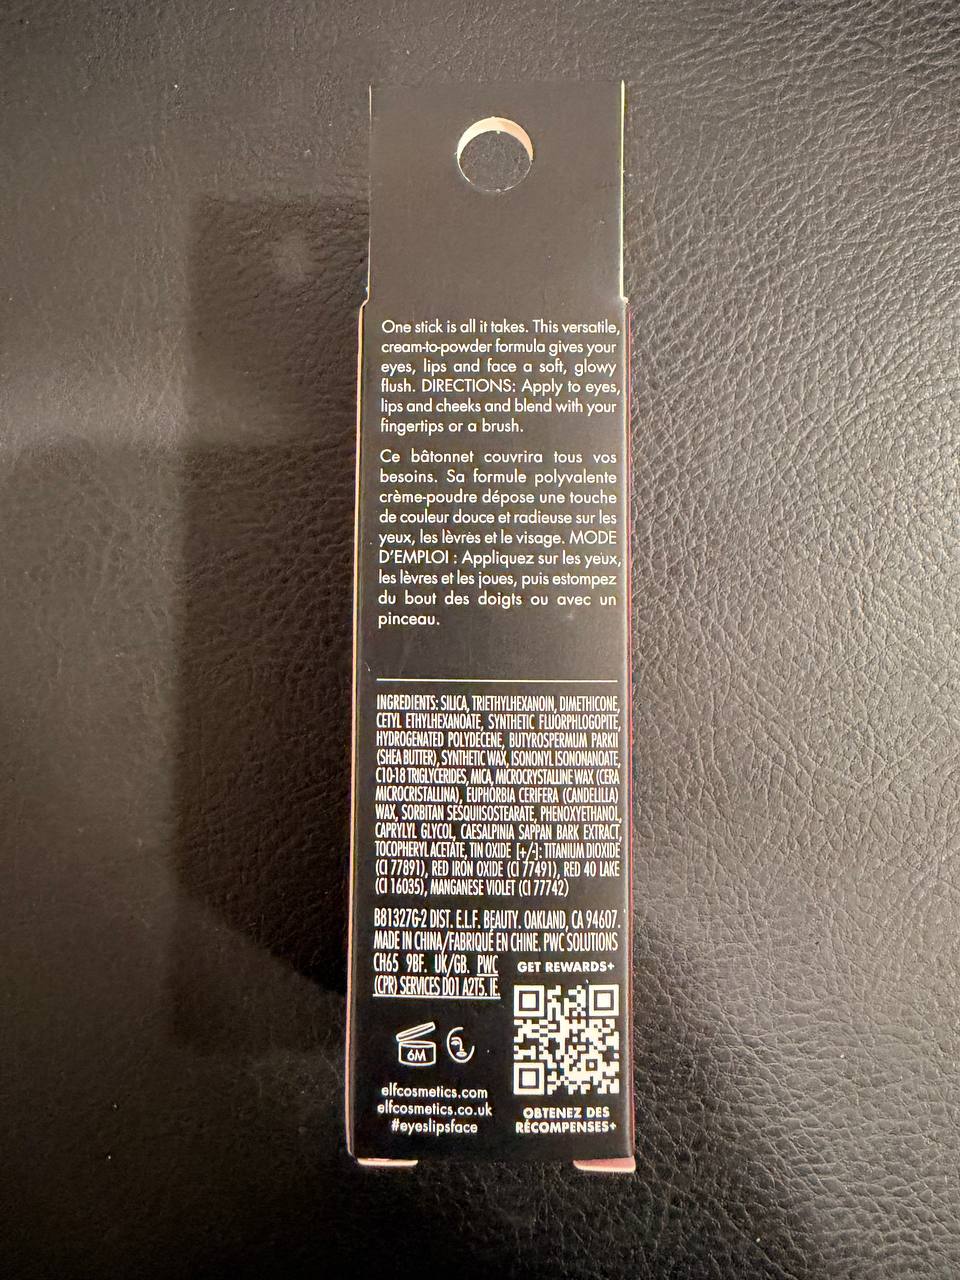 One stick is all it takes. This versatile,
cream-to-powder formula gives your
eyes, lips and face a soft, glowy
flush. DIRECTIONS: Apply to eyes,
lips and cheeks and blend with your
fingertips or a brush.
Ce bâtonnet couvrira tous vos
besoins. Sa formule polyvalente
crème-poudre dépose une touche
de couleur douce et radieuse sur les
yeux, les lèvres et le visage. MODE
D'EMPLOI : Appliquez sur les yeux,
les lèvres et les joues, puis estompez
du bout des doigts ou avec un
pinceau.
INGREDIENTS: SILICA, TRIETHYLHEXANOIN, DIMETHICONE,
CETYL ETHYLHEXANOATE, SYNTHETIC FLUORPHLOGOPITE,
HYDROGENATED POLYDECENE, BUTYROSPERMUM PARKII
(SHEA BUTTER), SYNTHETIC WAX, ISONONYL ISONONANOATE,
C10-18 TRIGLYCERIDES, MICA, MICROCRYSTALLINE WAX (CERA
MICROCRISTALLINA), EUPHORBIA CERIFERA (CANDELILLA)
WAX, SORBITAN SESQUIISOSTEARATE, PHENOXYETHANOL,
CAPRYLYL GLYCOL, CAESALPINIA SAPPAN BARK EXTRACT,
TOCOPHERYL ACETATE, TIN OXIDE [+/-]: TITANIUM DIOXIDE
(CI 77891), RED IRON OXIDE (CI 77491), RED 40 LAKE
(CI 16035), MANGANESE VIOLET (CI 77742)
B81327G-2 DIST. E.L.F. BEAUTY. OAKLAND, CA 94607.
MADE IN CHINA/FABRIQUÉ EN CHINE. PWC SOLUTIONS
CH65 9BF. UK/GB. PWC
(CPR) SERVICES D01 A2T5. IE.
GET REWARDS+
6M
elfcosmetics.com
elfcosmetics.co.uk
#eyeslipsface
OBTENEZ DES
RÉCOMPENSES+